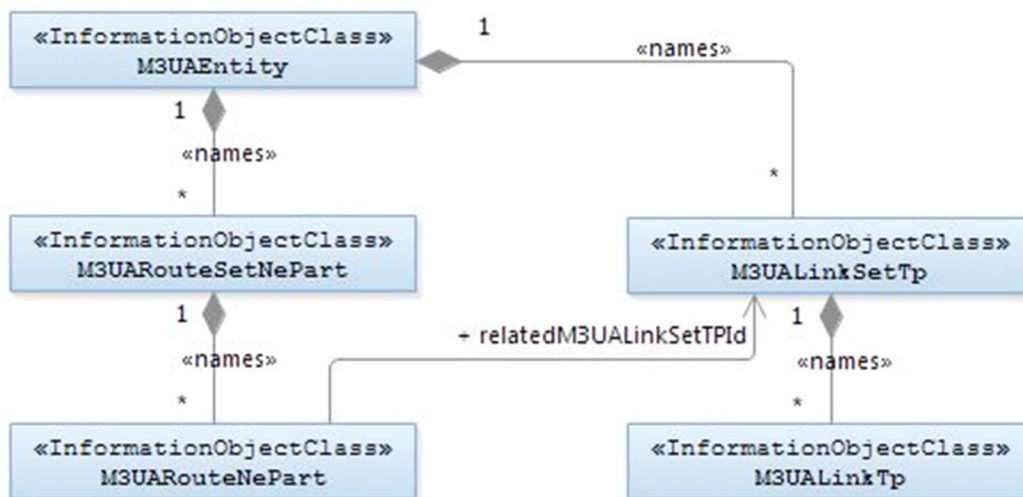 «InformationObjectClass»
M3UAEntity
1
«names»
1
«names»
*
*
«InformationObjectClass»
M3UARouteSetNePart
«InformationObjectClass»
M3UALinkSetTp
1
«names»
*
+ relatedM3UALinkSetTPId
1
«names»
*
«InformationObjectClass»
M3UARouteNePart
«InformationObjectClass»
M3UALinkTp